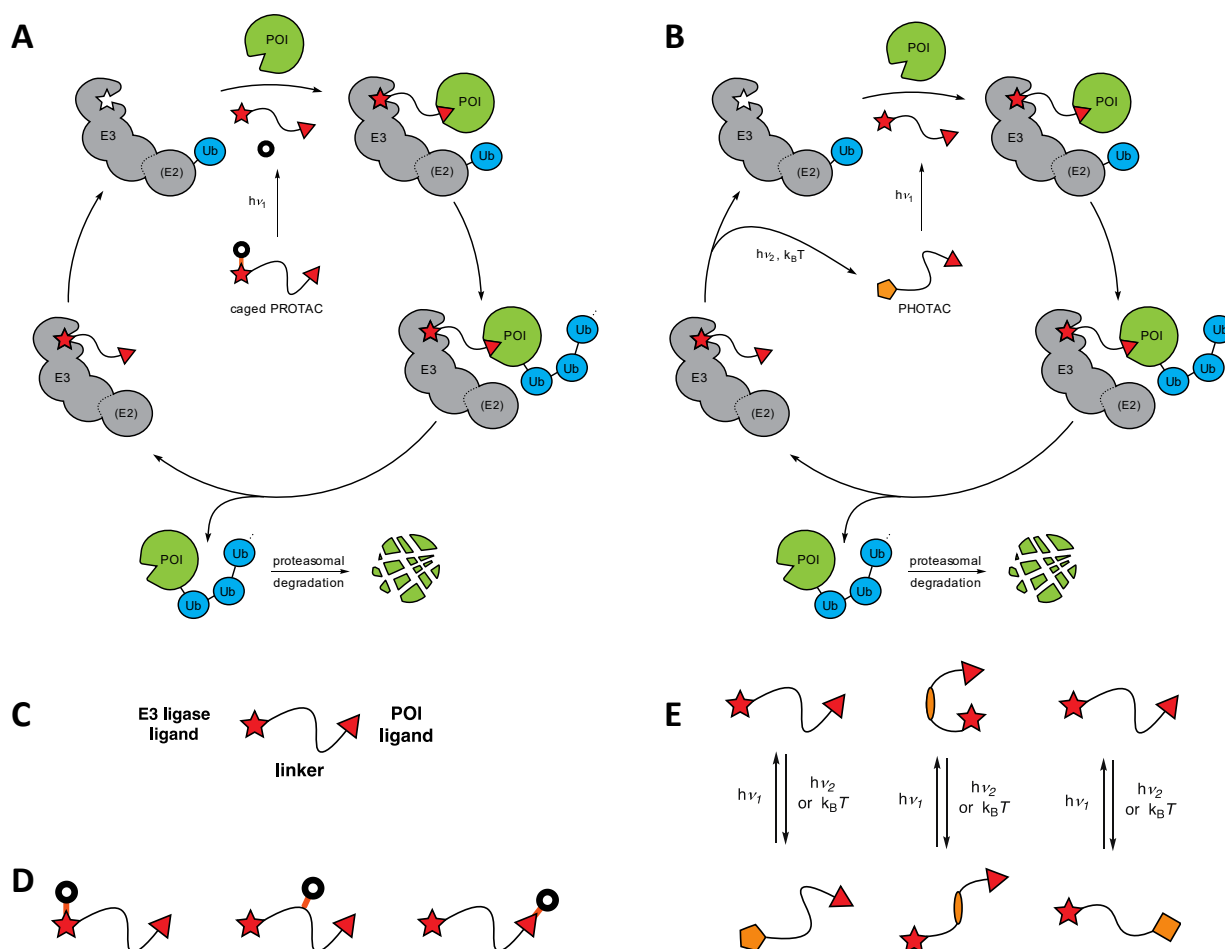 A
POI
E3
(E2)
Ub
POI
E3
(E2)
Ub
hν1
caged PROTAC
E3
(E2)
POI
E3
(E2)
Ub
Ub
Ub
POI
Ub
Ub
Ub
proteasomal
degradation
B
POI
E3
(E2)
Ub
POI
E3
(E2)
Ub
hν1
hν2, kBT
PHOTAC
E3
(E2)
POI
E3
(E2)
Ub
Ub
Ub
POI
Ub
Ub
Ub
proteasomal
degradation
C
E3 ligase
ligand
POI
ligand
linker
D
E
hν1
hν2
or kBT
hν1
hν2
or kBT
hν1
hν2
or kBT